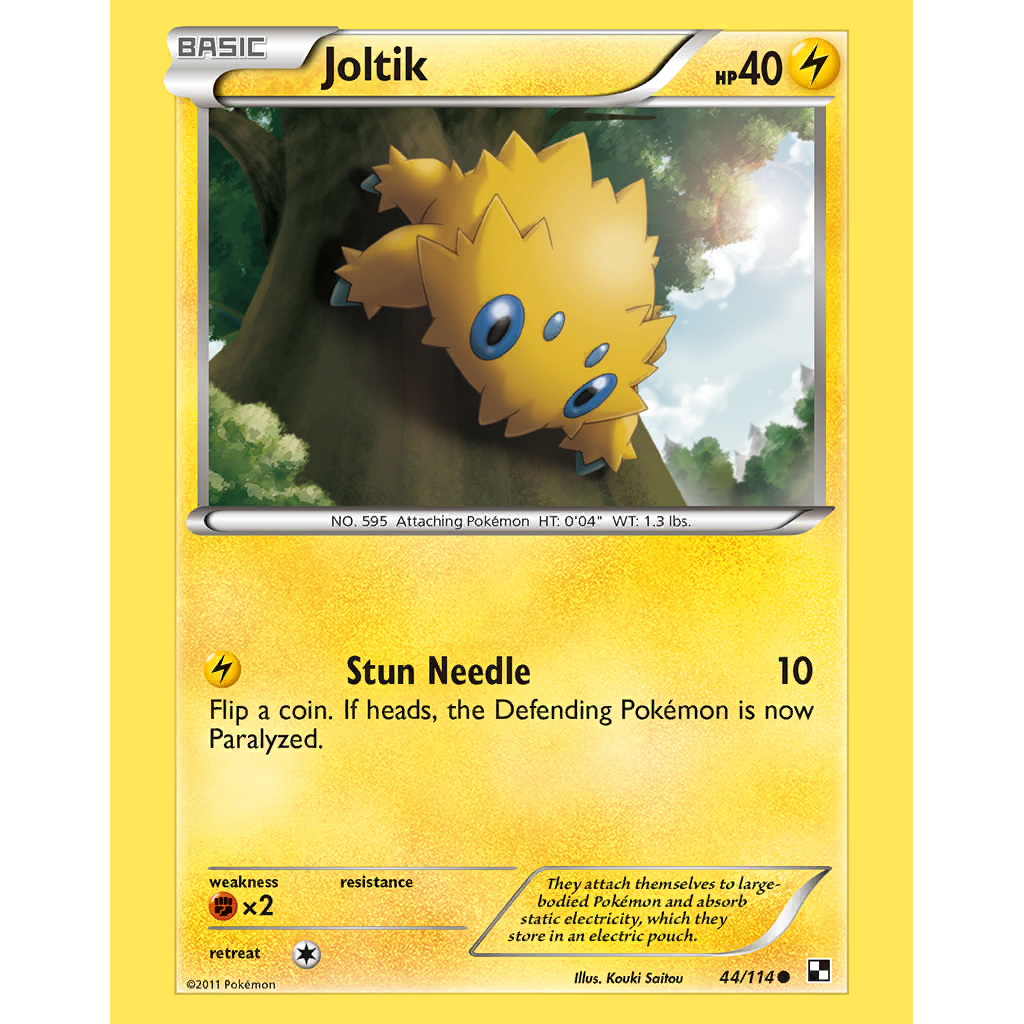 BASIC
Joltik
HP40
NO. 595 Attaching Pokémon HT: 0'04" WT: 1.3 lbs.
Stun Needle 10
Flip a coin. If heads, the Defending Pokémon is now
Paralyzed.
weakness resistance
×2
They attach themselves to large-
bodied Pokémon and absorb
static electricity, which they
store in an electric pouch.
retreat
Illus. Kouki Saitou 44/114
©2011 Pokémon